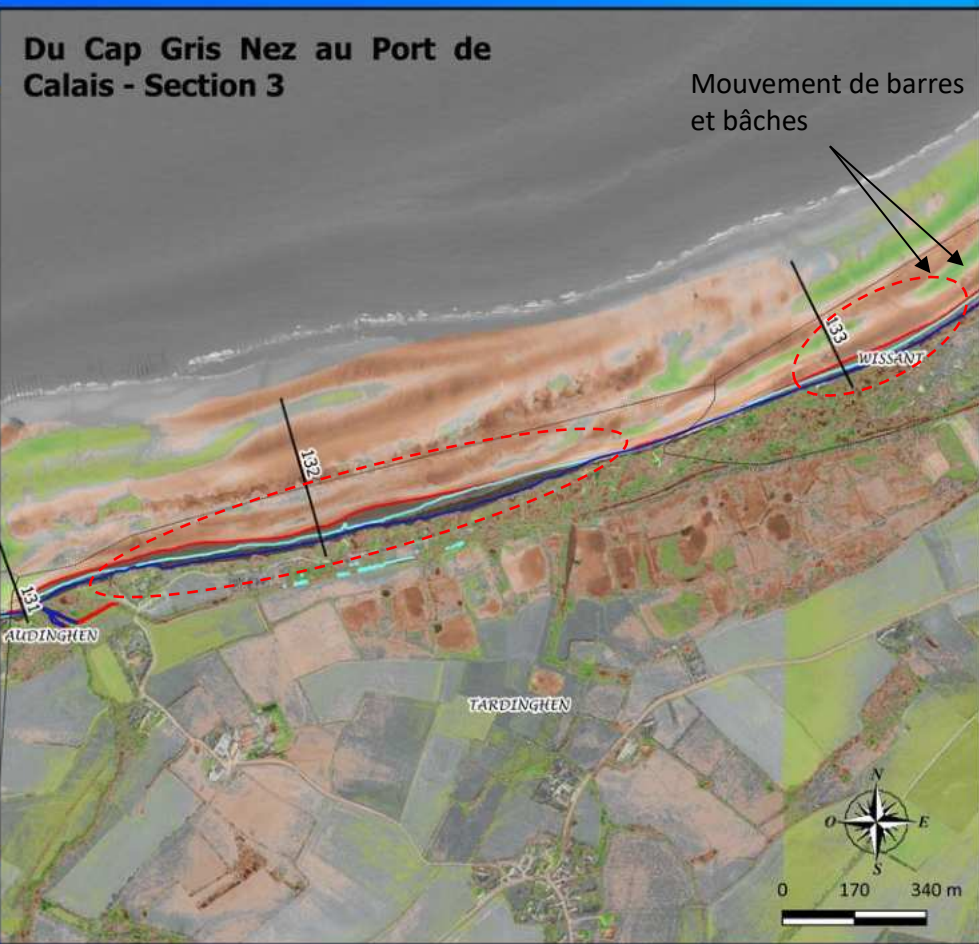 Du Cap Gris Nez au Port de
Calais - Section 3
Mouvement de barres
et bâches
133
WISSANT
132
131
AUDINGHEN
TARDINGHEN
N
O
E
S
0 170 340 m